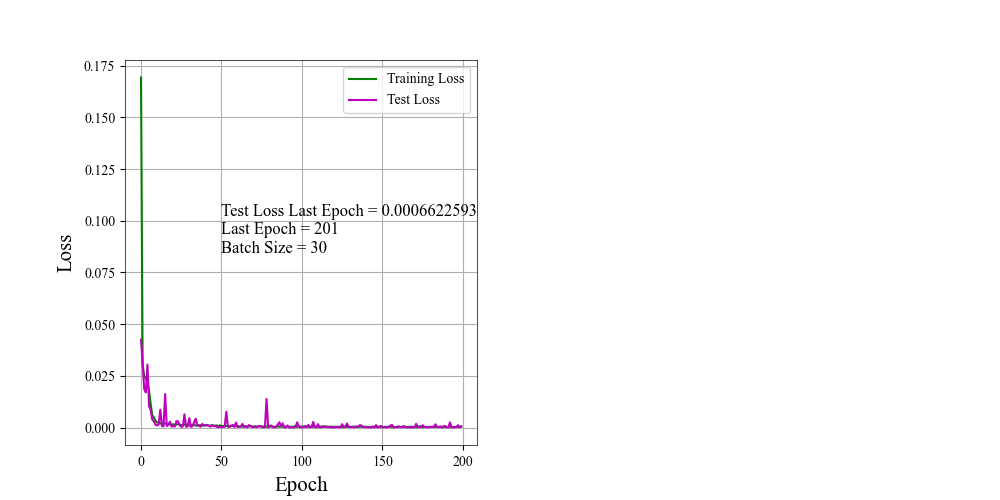 0.175
0.150
0.125
0.100
0.075
0.050
0.025
0.000
Loss
Training Loss
Test Loss
Test Loss Last Epoch = 0.0006622593
Last Epoch = 201
Batch Size = 30
0 50 100 150 200
Epoch